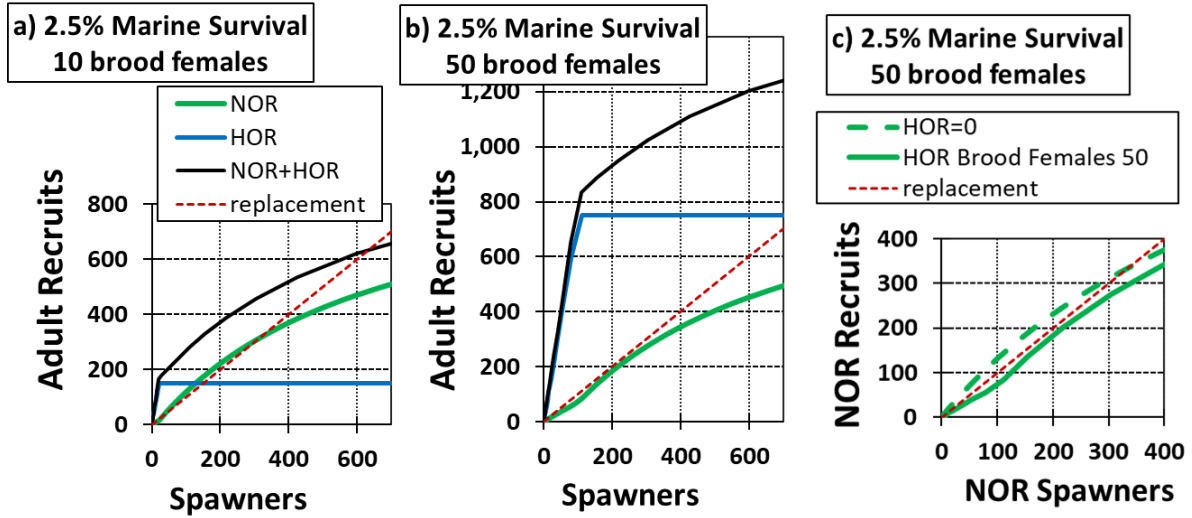 a) 2.5% Marine Survival
10 brood females
NOR
HOR
NOR+HOR
replacement
Adult Recruits
800
600
400
200
0
0 200 400 600
Spawners
b) 2.5% Marine Survival
50 brood females
Adult Recruits
1,200
1,000
800
600
400
200
0
0 200 400 600
Spawners
c) 2.5% Marine Survival
50 brood females
HOR=0
HOR Brood Females 50
replacement
NOR Recruits
400
300
200
100
0
0 100 200 300 400
NOR Spawners